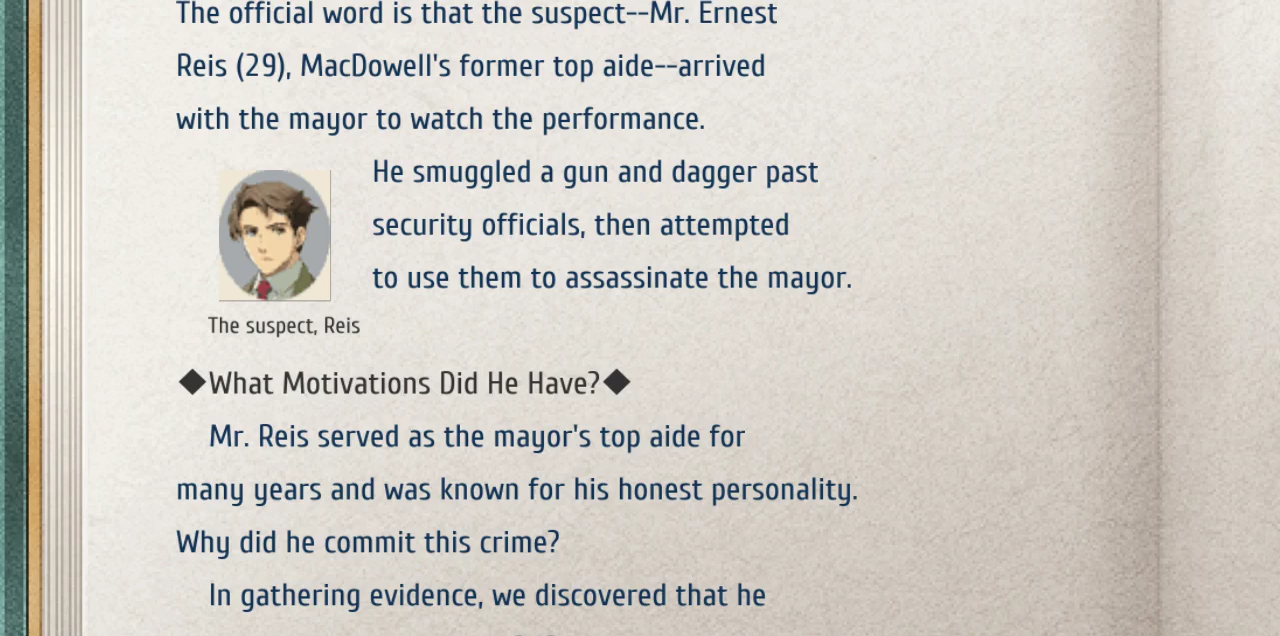 The official word is that the suspect--Mr. Ernest
Reis (29), MacDowell's former top aide--arrived
with the mayor to watch the performance.
He smuggled a gun and dagger past
security officials, then attempted
to use them to assassinate the mayor.
The suspect, Reis
◆What Motivations Did He Have?◆
Mr. Reis served as the mayor's top aide for
many years and was known for his honest personality.
Why did he commit this crime?
In gathering evidence, we discovered that he